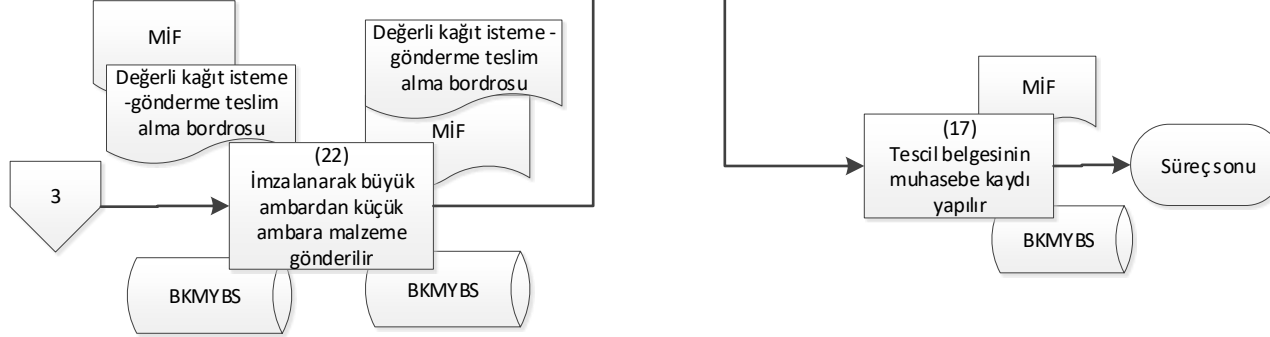 MİF
Değerli kağıt isteme
-gönderme teslim
alma bordrosu
Değerli kağıt isteme -
gönderme teslim
alma bordrosu
MİF
3
(22)
İmzalanarak büyük
ambardan küçük
ambara malzeme
gönderilir
BKMYBS
BKMYBS
MİF
(17)
Tescil belgesinin
muhasebe kaydı
yapılır
Süreç sonu
BKMYBS